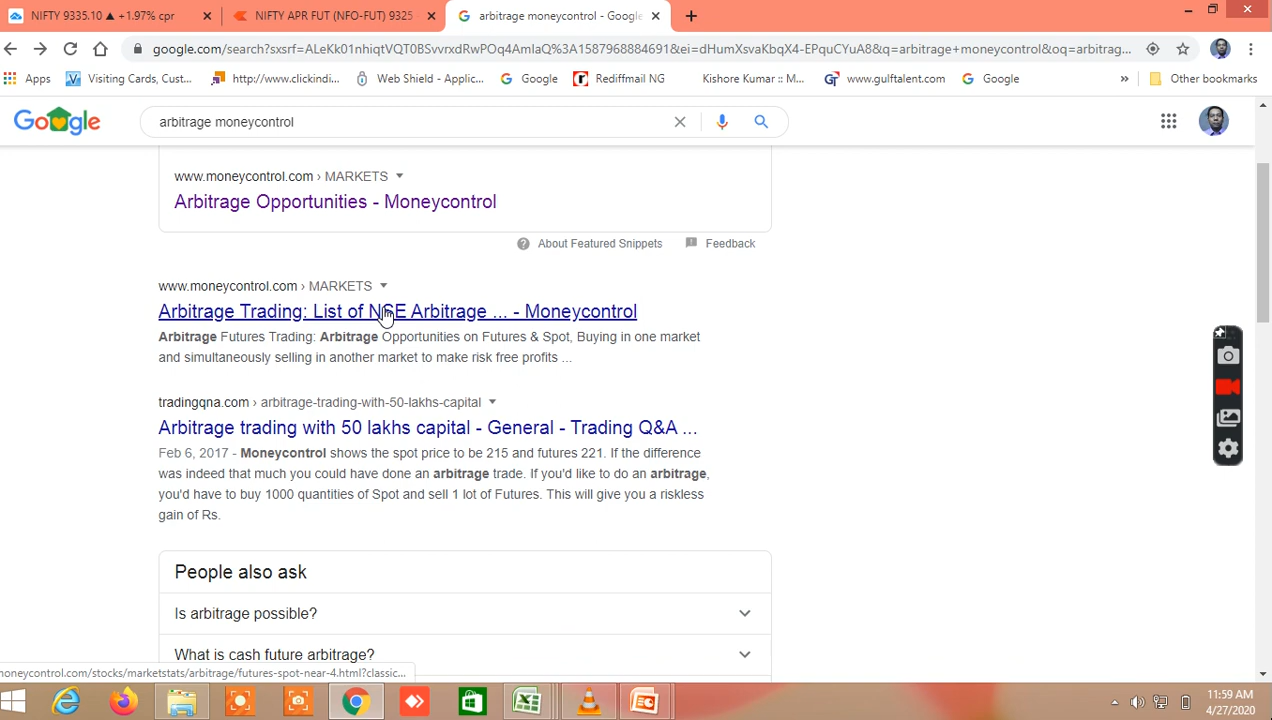 NIFTY 9335.10 ▲ +1.97% cpr
NIFTY APR FUT (NFO-FUT) 9325
arbitrage moneycontrol - Google
google.com/search?sxsrf=ALeKk01nhiqtVQT0BSvvrxdRwPOq4AmIaQ%3A1587968884691&ei=dHumXsvaKbqX4-EPquCYuA8&q=arbitrage+moneycontrol&oq=arbitrag...
Apps
Visiting Cards, Cust...
http://www.clickindi...
Web Shield - Applic...
Google
Rediffmail NG
Kishore Kumar :: M...
www.gulftalent.com
Google
»
Other bookmarks
Google
arbitrage moneycontrol
www.moneycontrol.com › MARKETS
Arbitrage Opportunities - Moneycontrol
About Featured Snippets
Feedback
www.moneycontrol.com › MARKETS
Arbitrage Trading: List of NSE Arbitrage ... - Moneycontrol
Arbitrage Futures Trading: Arbitrage Opportunities on Futures & Spot, Buying in one market
and simultaneously selling in another market to make risk free profits ...
tradingqna.com › arbitrage-trading-with-50-lakhs-capital
Arbitrage trading with 50 lakhs capital - General - Trading Q&A ...
Feb 6, 2017 - Moneycontrol shows the spot price to be 215 and futures 221. If the difference
was indeed that much you could have done an arbitrage trade. If you'd like to do an arbitrage,
you'd have to buy 1000 quantities of Spot and sell 1 lot of Futures. This will give you a riskless
gain of Rs.
People also ask
Is arbitrage possible?
What is cash future arbitrage?
moneycontrol.com/stocks/marketstats/arbitrage/futures-spot-near-4.html?classic...
11:59 AM
4/27/2020